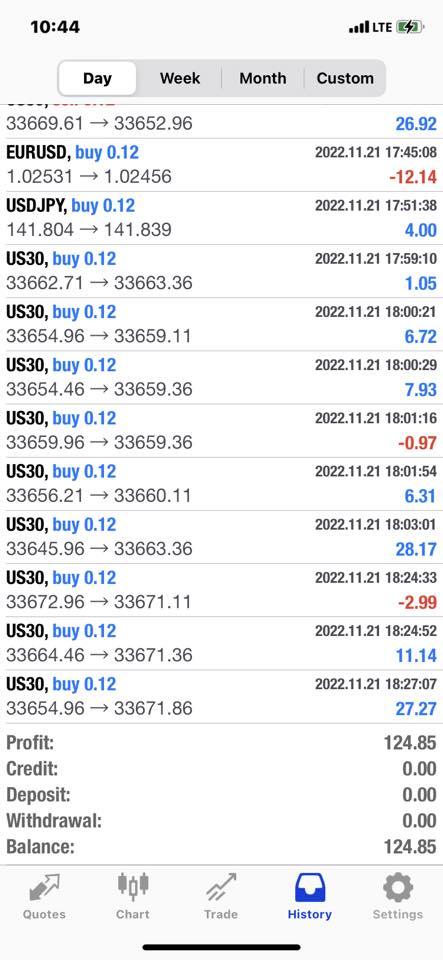 10:44
LTE
Day Week Month Custom
33669.61 → 33652.96 26.92
EURUSD, buy 0.12 2022.11.21 17:45:08
1.02531 → 1.02456 -12.14
USDJPY, buy 0.12 2022.11.21 17:51:38
141.804 → 141.839 4.00
US30, buy 0.12 2022.11.21 17:59:10
33662.71 → 33663.36 1.05
US30, buy 0.12 2022.11.21 18:00:21
33654.96 → 33659.11 6.72
US30, buy 0.12 2022.11.21 18:00:29
33654.46 → 33659.36 7.93
US30, buy 0.12 2022.11.21 18:01:16
33659.96 → 33659.36 -0.97
US30, buy 0.12 2022.11.21 18:01:54
33656.21 → 33660.11 6.31
US30, buy 0.12 2022.11.21 18:03:01
33645.96 → 33663.36 28.17
US30, buy 0.12 2022.11.21 18:24:33
33672.96 → 33671.11 -2.99
US30, buy 0.12 2022.11.21 18:24:52
33664.46 → 33671.36 11.14
US30, buy 0.12 2022.11.21 18:27:07
33654.96 → 33671.86 27.27
Profit: 124.85
Credit: 0.00
Deposit: 0.00
Withdrawal: 0.00
Balance: 124.85
Quotes Chart Trade History Settings